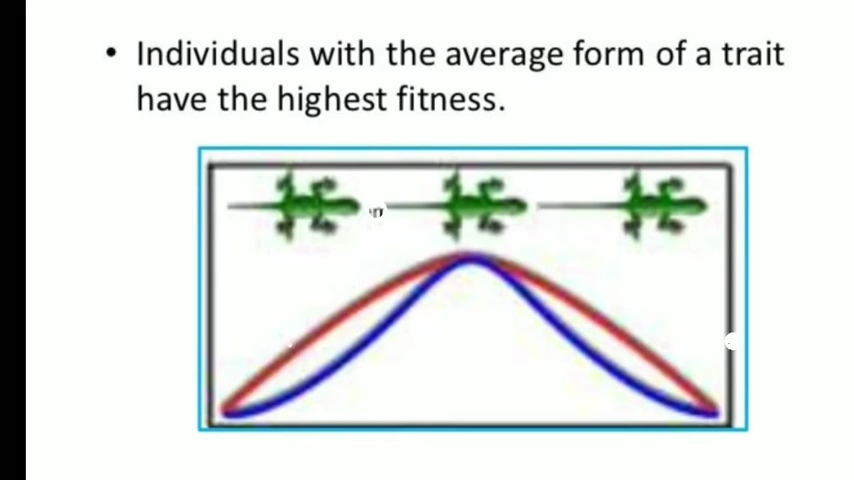 • Individuals with the average form of a trait
have the highest fitness.